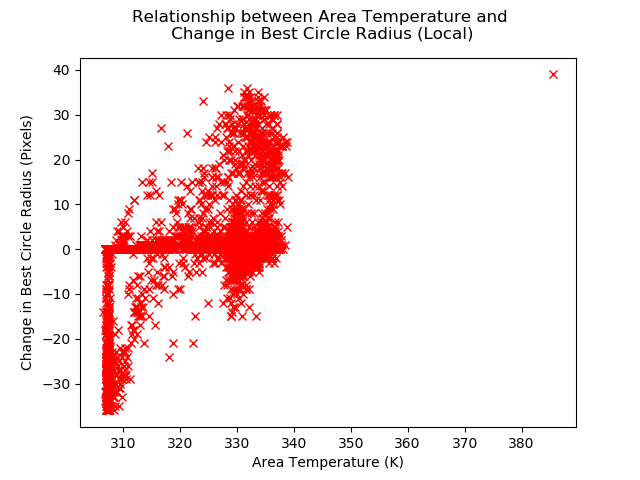 Relationship between Area Temperature and
Change in Best Circle Radius (Local)
Change in Best Circle Radius (Pixels)
40
30
20
10
0
−10
−20
−30
310 320 330 340 350 360 370 380
Area Temperature (K)